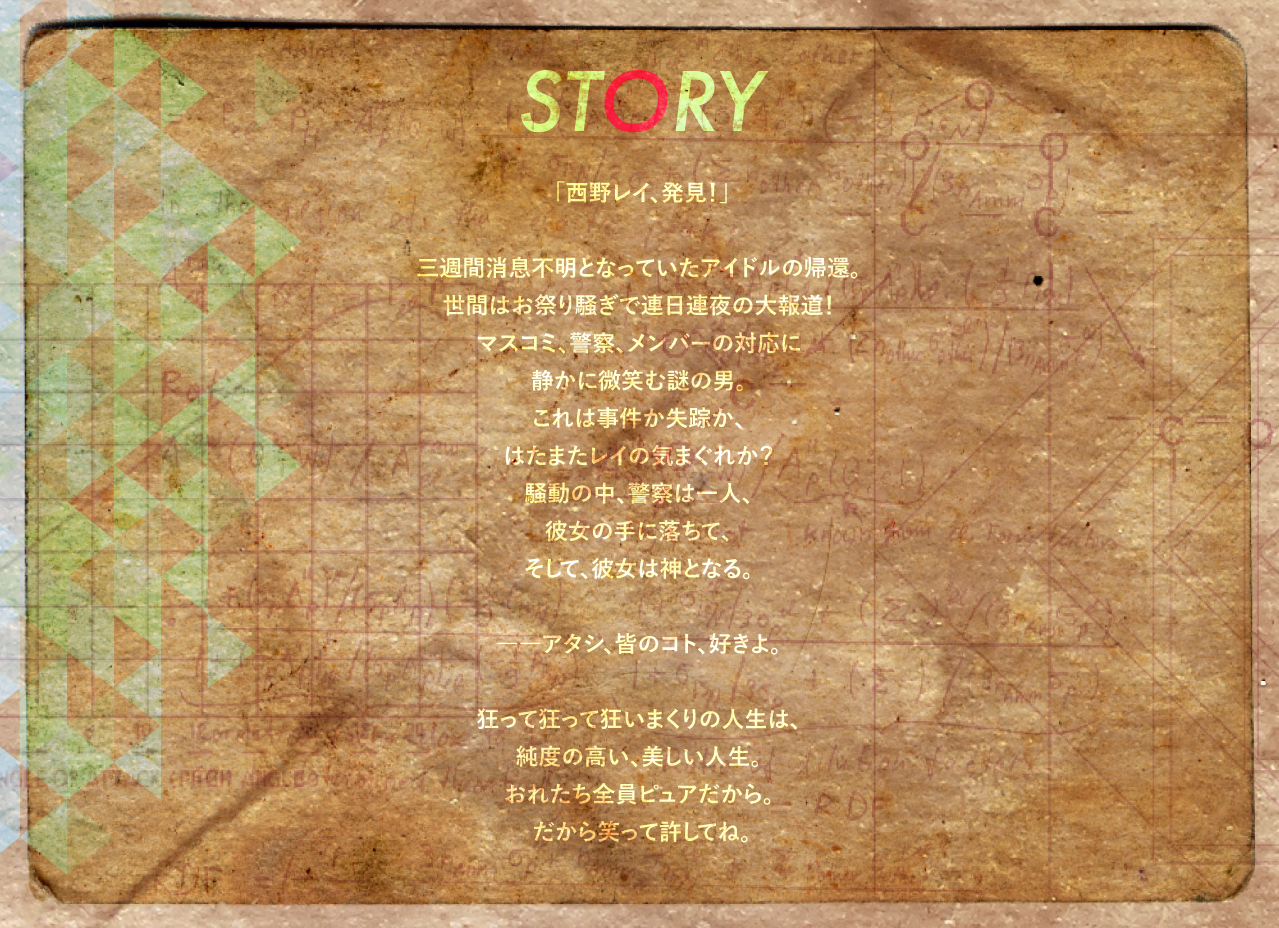 STORY
「西野レイ、発見！」
三週間消息不明となっていたアイドルの帰還。
世間はお祭り騒ぎで連日連夜の大報道！
マスコミ、警察、メンバーの対応に
静かに微笑む謎の男。
これは事件か失踪か、
はたまたレイの気まぐれか？
騒動の中、警察は一人、
彼女の手に落ちて、
そして、彼女は神となる。
――アタシ、皆のコト、好きよ。
狂って狂って狂いまくりの人生は、
純度の高い、美しい人生。
おれたち全員ピュアだから。
だから笑って許してね。